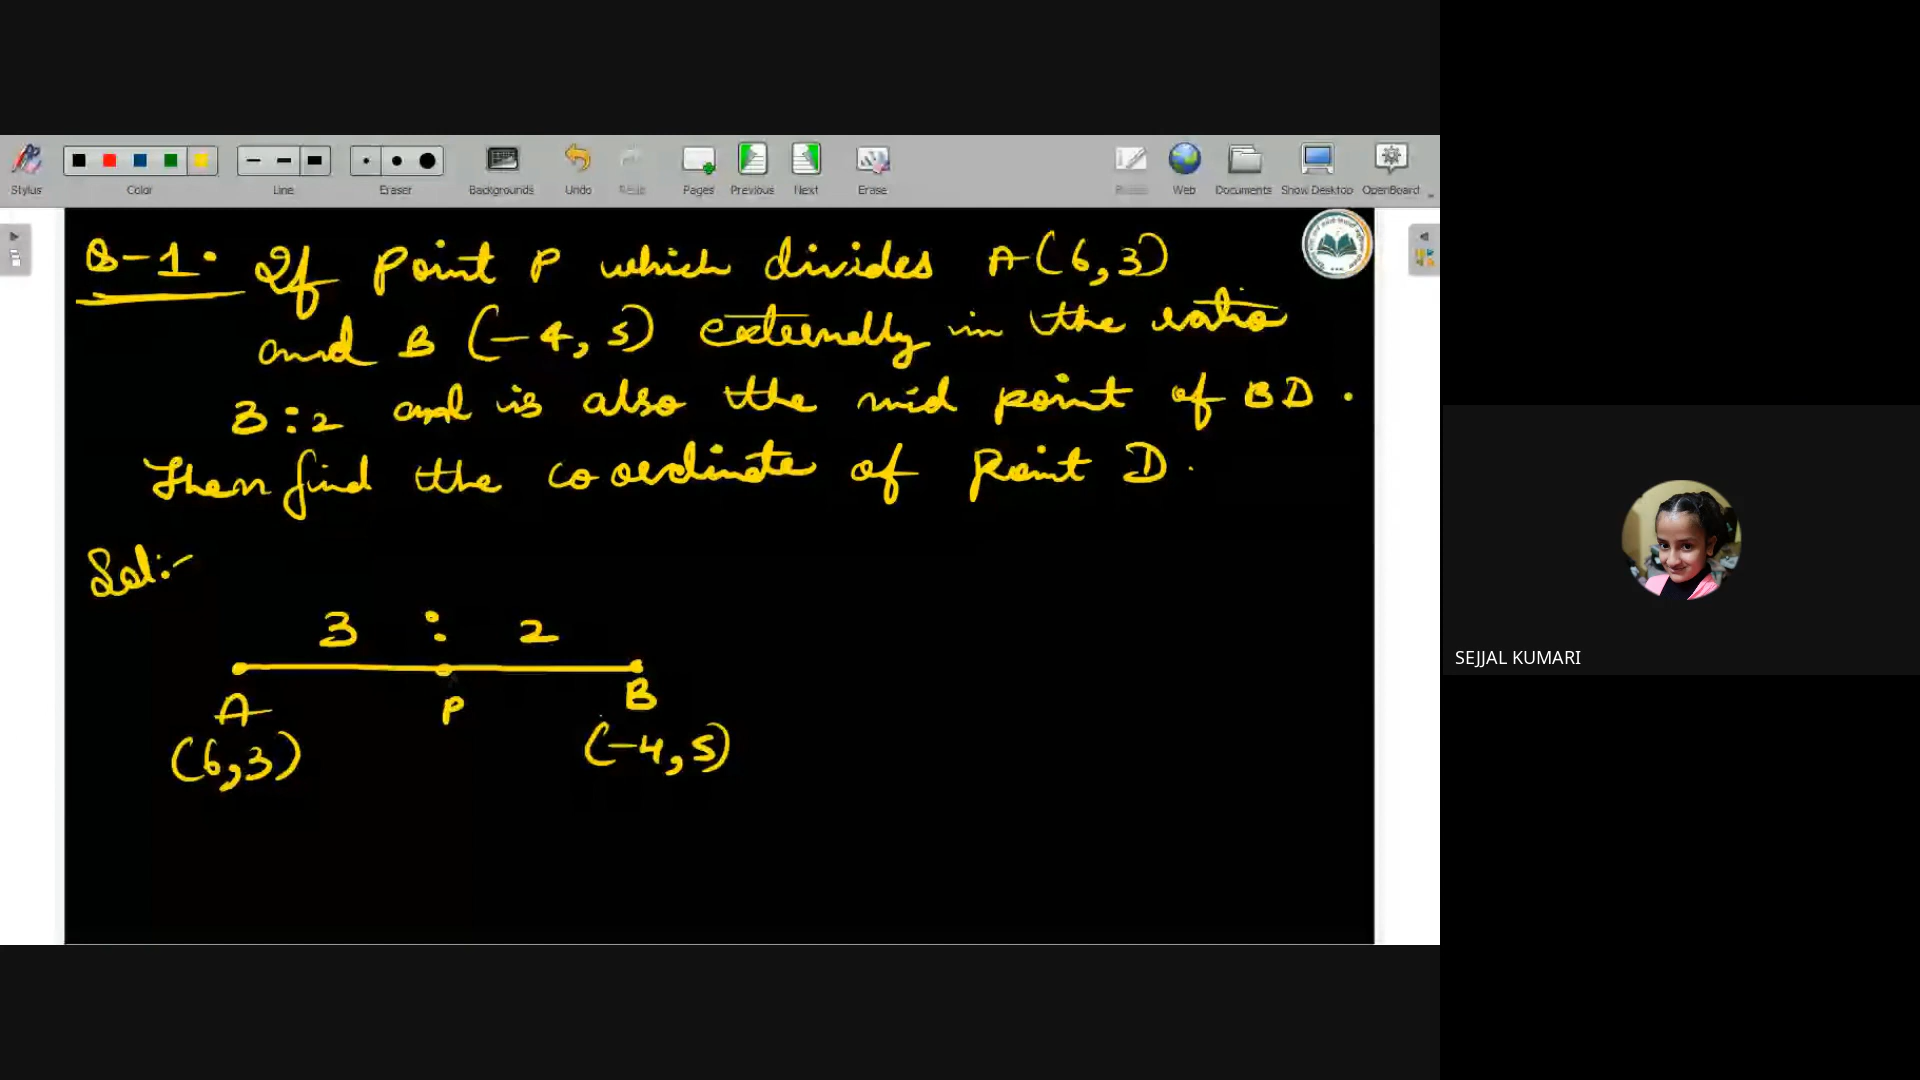 Stylus
Color
Line
Eraser
Backgrounds
Undo
Redo
Pages
Previous
Next
Erase
Web
Documents
Show Desktop
OpenBoard
Q-1. If point P which divides A(6,3)
and B (-4, 5) externally in the ratio
3:2 and is also the mid point of BD.
Then find the coordinate of point D.
Sol:-
3 : 2
A P B
(6,3) (-4, 5)
SEJJAL KUMARI